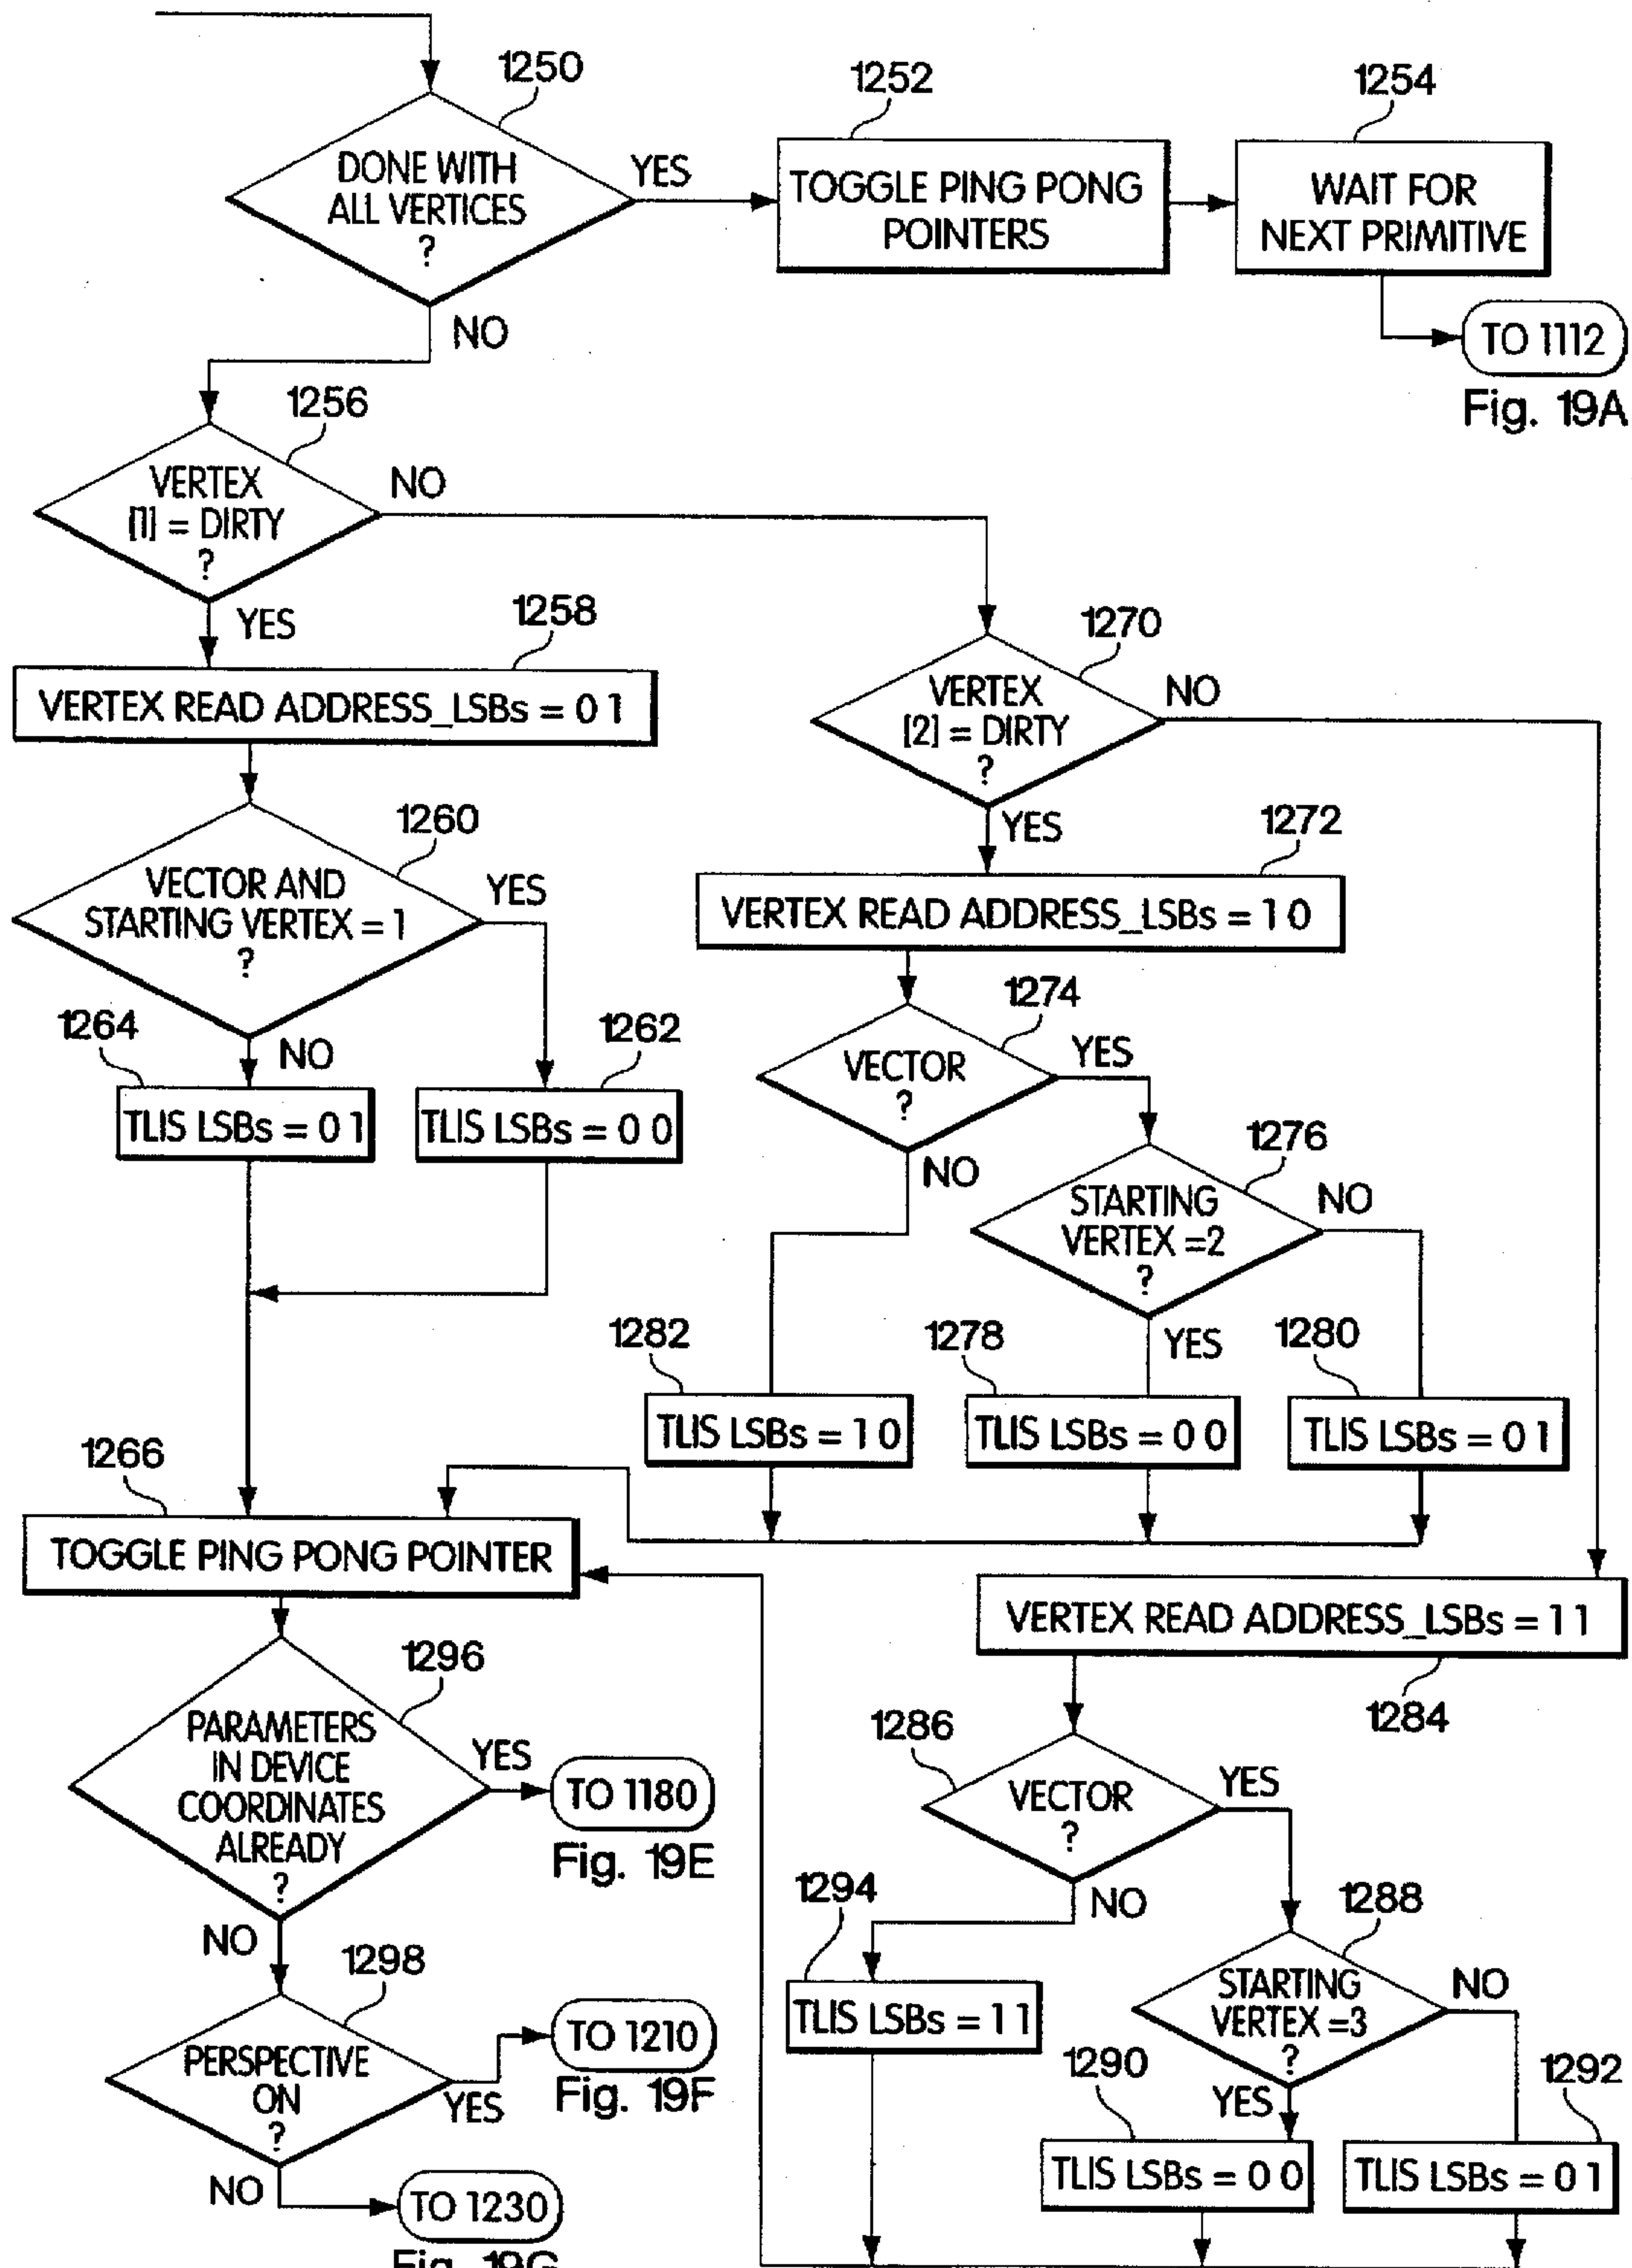 1250
DONE WITH
ALL VERTICES
?
YES
NO
1252
TOGGLE PING PONG
POINTERS
1254
WAIT FOR
NEXT PRIMITIVE
TO 1112
Fig. 19A
1256
VERTEX
[1] = DIRTY
?
NO
YES
1258
VERTEX READ ADDRESS_LSBs = 0 1
1260
VECTOR AND
STARTING VERTEX = 1
?
YES
NO
1264
TLIS LSBs = 0 1
1262
TLIS LSBs = 0 0
1270
VERTEX
[2] = DIRTY
?
NO
YES
1272
VERTEX READ ADDRESS_LSBs = 1 0
1274
VECTOR
?
YES
NO
1276
STARTING
VERTEX =2
?
NO
YES
1282
TLIS LSBs = 1 0
1278
TLIS LSBs = 0 0
1280
TLIS LSBs = 0 1
1266
TOGGLE PING PONG POINTER
VERTEX READ ADDRESS_LSBs = 1 1
1284
1296
PARAMETERS
IN DEVICE
COORDINATES
ALREADY
?
YES
TO 1180
Fig. 19E
NO
1298
PERSPECTIVE
ON
?
YES
TO 1210
Fig. 19F
NO
TO 1230
Fig. 19G
1286
VECTOR
?
YES
NO
1294
TLIS LSBs = 1 1
1288
STARTING
VERTEX =3
?
NO
YES
1290
TLIS LSBs = 0 0
1292
TLIS LSBs = 0 1